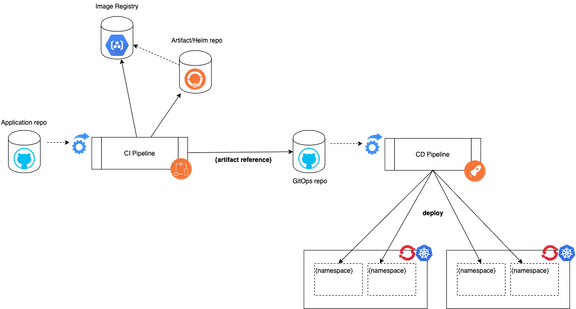 Image Registry
Artifact/Helm repo
Application repo
CI Pipeline
(artifact reference)
GitOps repo
CD Pipeline
deploy
{namespace}
{namespace}
{namespace}
{namespace}